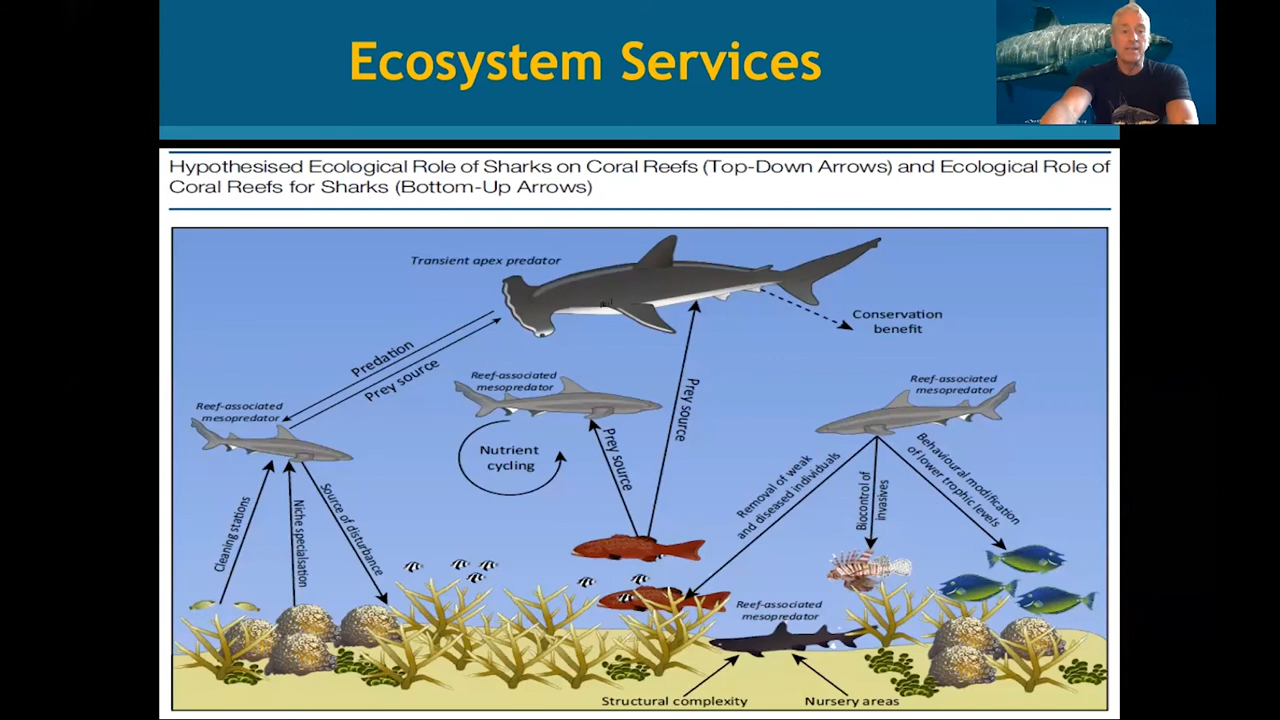 Ecosystem Services
Hypothesised Ecological Role of Sharks on Coral Reefs (Top-Down Arrows) and Ecological Role of
Coral Reefs for Sharks (Bottom-Up Arrows)
Transient apex predator
Conservation
benefit
Predation
Prey source
Reef-associated
mesopredator
Reef-associated
mesopredator
Reef-associated
mesopredator
Nutrient
cycling
Prey source
Prey source
Removal of weak
and diseased individuals
Biocontrol of
invasives
Behavioural modification
of lower trophic levels
Cleaning stations
Niche specialisation
Source of disturbance
Reef-associated
mesopredator
Structural complexity
Nursery areas